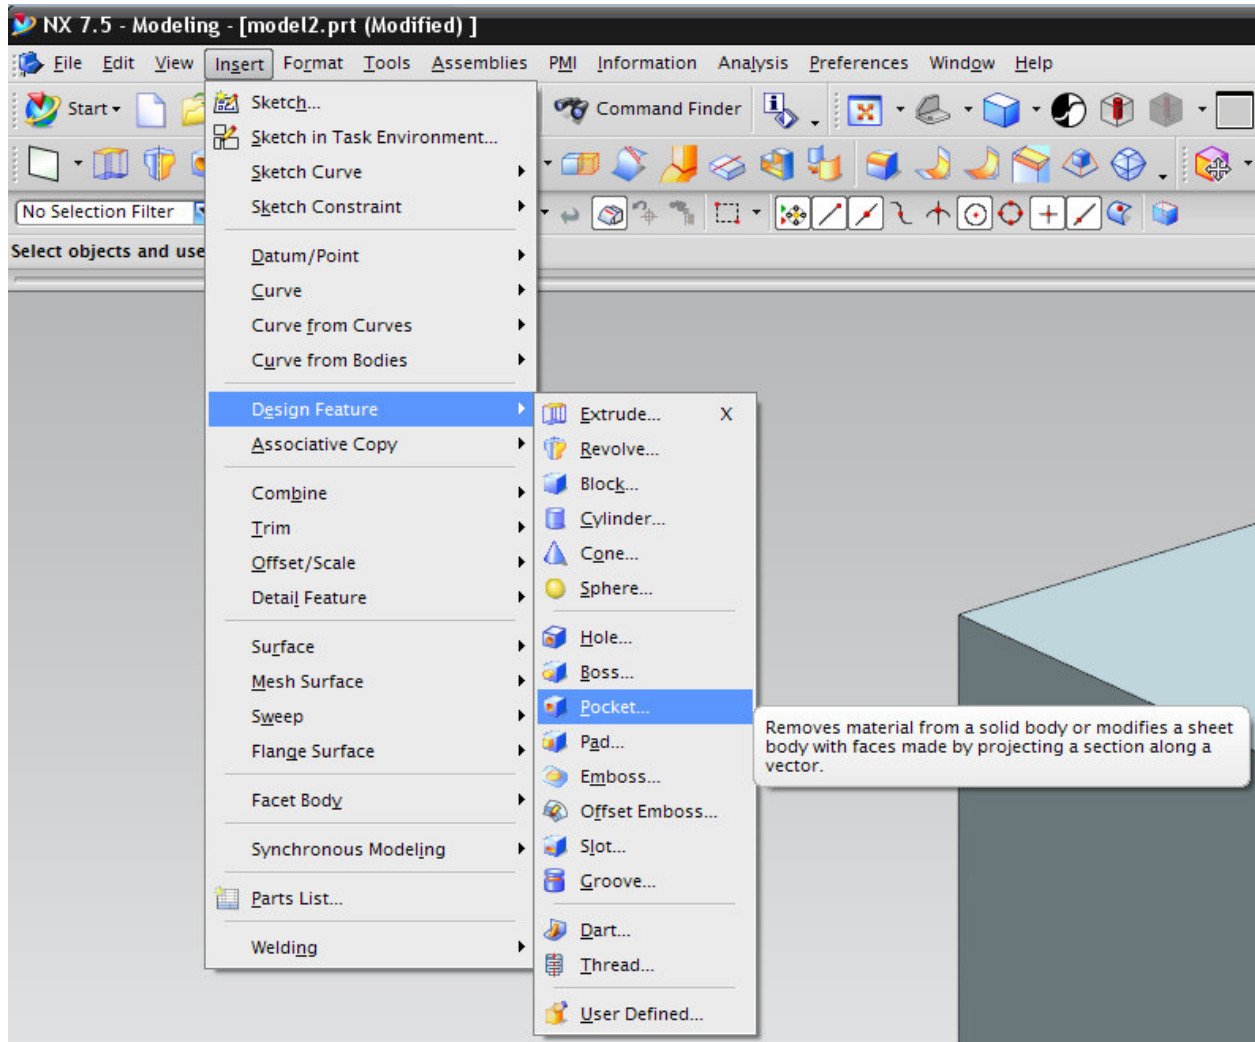 NX 7.5 - Modeling - [model2.prt (Modified) ]
File Edit View Insert Format Tools Assemblies PMI Information Analysis Preferences Window Help
Start Command Finder
No Selection Filter
Select objects and use
Sketch...
Sketch in Task Environment...
Sketch Curve
Sketch Constraint
Datum/Point
Curve
Curve from Curves
Curve from Bodies
Design Feature
Associative Copy
Combine
Trim
Offset/Scale
Detail Feature
Surface
Mesh Surface
Sweep
Flange Surface
Facet Body
Synchronous Modeling
Parts List...
Welding
Extrude... X
Revolve...
Block...
Cylinder...
Cone...
Sphere...
Hole...
Boss...
Pocket...
Pad...
Emboss...
Offset Emboss...
Slot...
Groove...
Dart...
Thread...
User Defined...
Removes material from a solid body or modifies a sheet
body with faces made by projecting a section along a
vector.